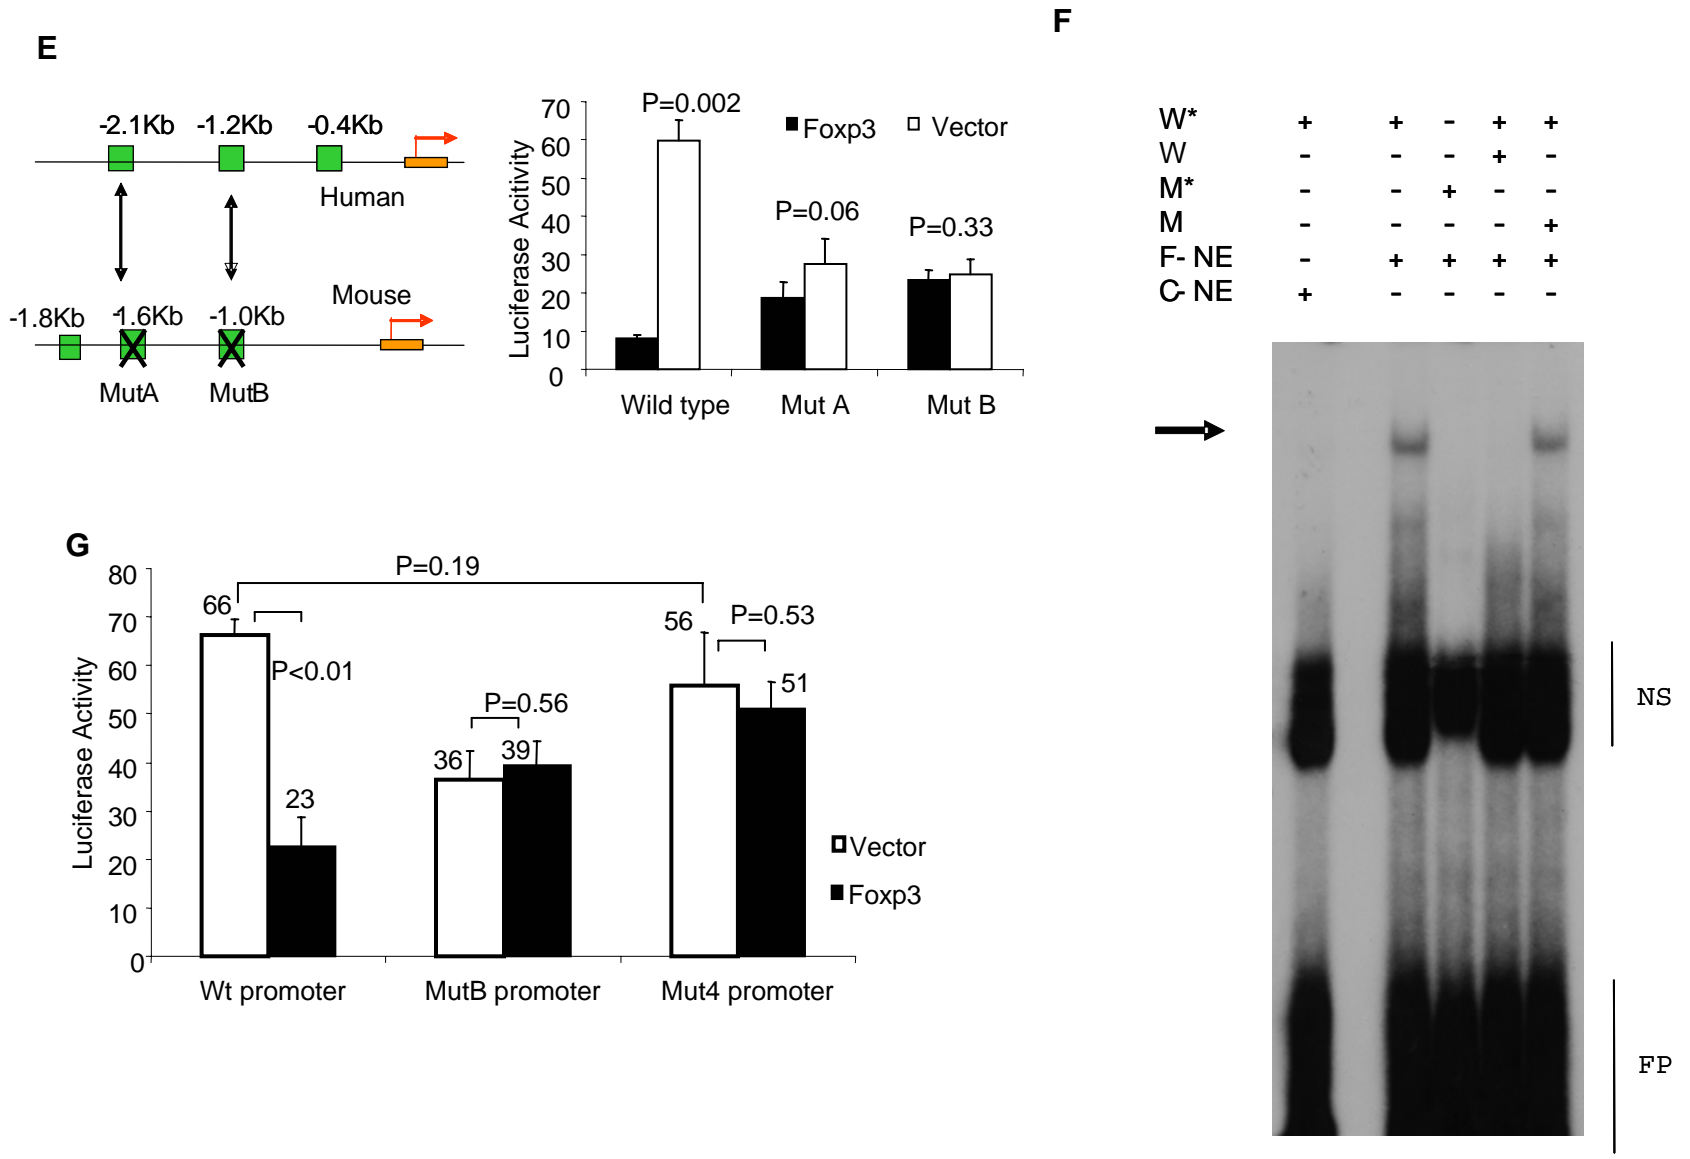 E
-2.1Kb -1.2Kb -0.4Kb
Human
Mouse
-1.8Kb -1.6Kb -1.0Kb
MutA MutB
70
60
50
40
30
20
10
0
Luciferase Acitivity
P=0.002
Foxp3 Vector
P=0.06
P=0.33
Wild type Mut A Mut B
F
W* + + - + +
W - - - + -
M* - - + - -
M - - - - +
F- NE - + + + +
C- NE + - - - -
NS
FP
G
80
70
60
50
40
30
20
10
0
Luciferase Activity
P=0.19
66
P<0.01
23
P=0.56
36 39
56
P=0.53
51
Vector
Foxp3
Wt promoter MutB promoter Mut4 promoter